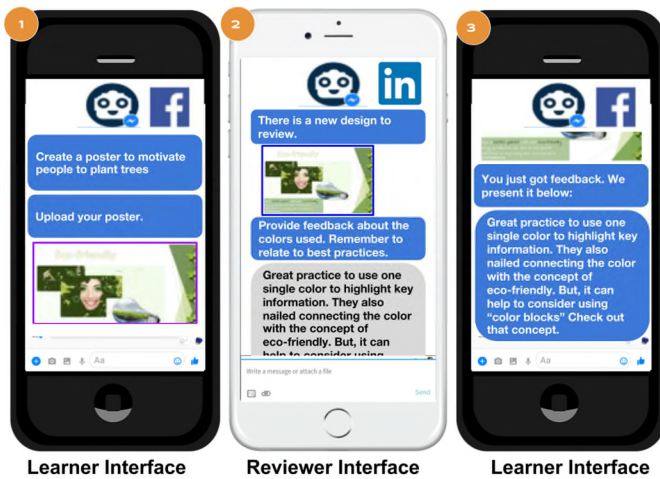 1
Create a poster to motivate
people to plant trees
Upload your poster.
Eco-friendly
Aa
Learner Interface
2
in
There is a new design to
review.
Eco-friendly
Provide feedback about the
colors used. Remember to
relate to best practices.
Great practice to use one
single color to highlight key
information. They also
nailed connecting the color
with the concept of
eco-friendly. But, it can
help to consider using
Write a message or attach a file
Send
Reviewer Interface
3
f
You just got feedback. We
present it below:
Great practice to use one
single color to highlight key
information. They also
nailed connecting the color
with the concept of
eco-friendly. But, it can
help to consider using
“color blocks” Check out
that concept.
Aa
Learner Interface